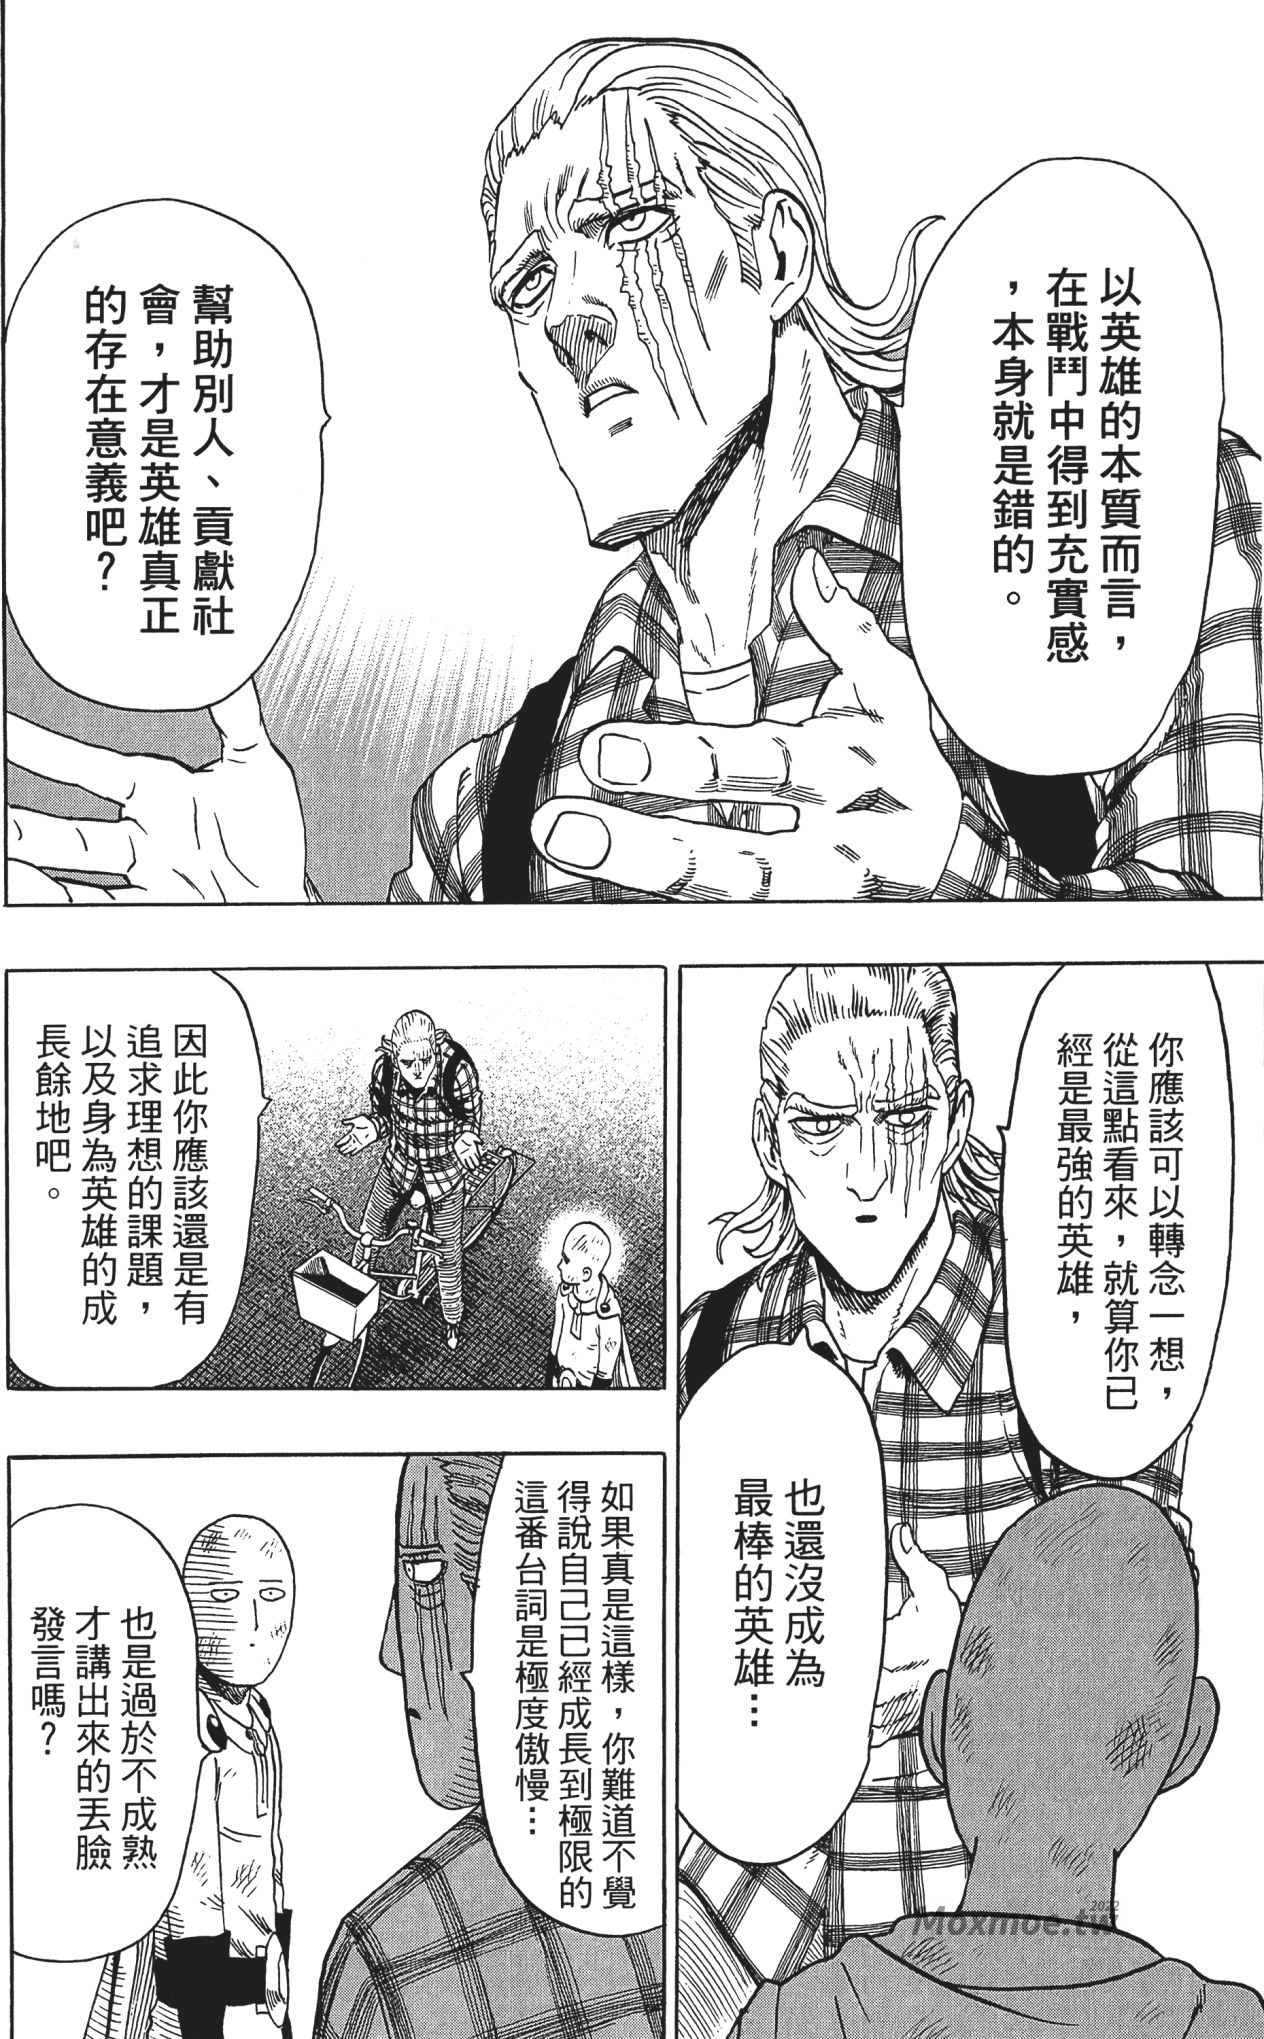 以英雄的本質而言，
在戰鬥中得到充實感
，本身就是錯的。
幫助別人、貢獻社
會，才是英雄真正
的存在意義吧？
你應該可以轉念一想，
從這點看來，就算你已
經是最強的英雄，
也還沒成為
最棒的英雄…
因此你應該還是有
追求理想的課題，
以及身為英雄的成
長餘地吧。
如果真是這樣，你難道不覺
得說自己已經成長到極限的
這番台詞是極度傲慢…
也是過於不成熟
才講出來的丟臉
發言嗎？
2022
Moxmoe.tw